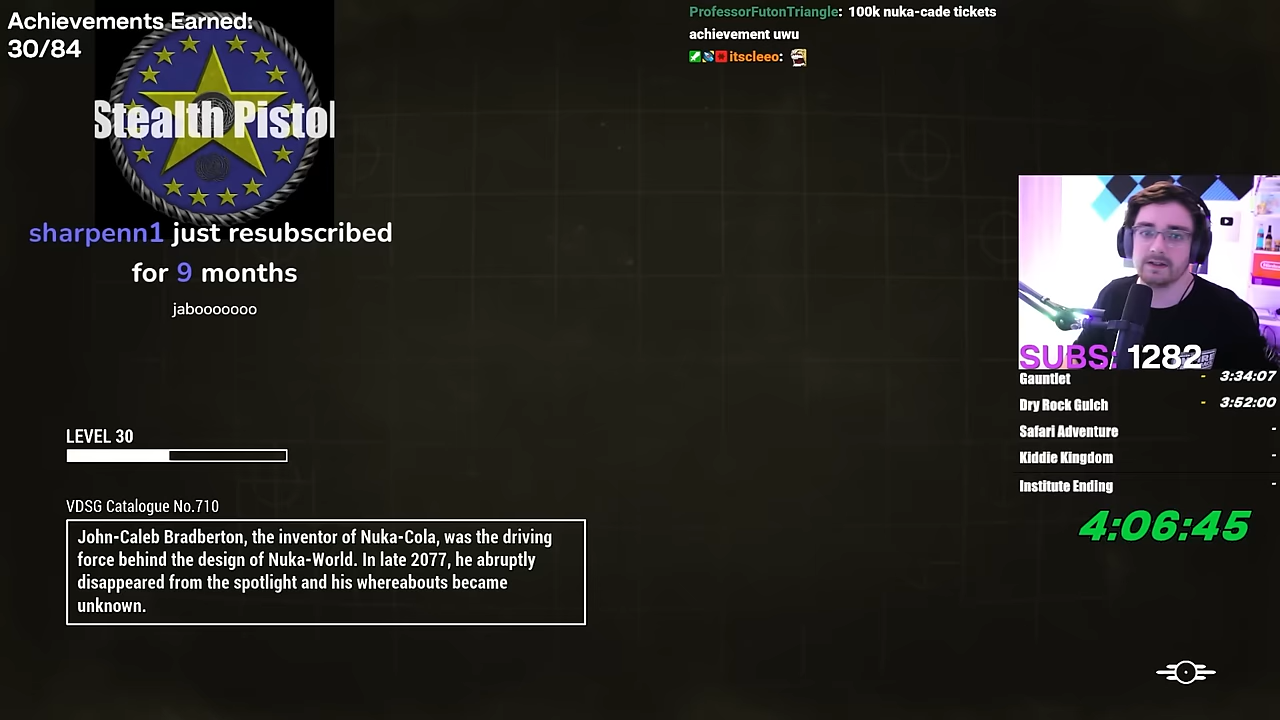 Achievements Earned:
30/84
Stealth Pistol
sharpenn1 just resubscribed
for 9 months
jabooooooo
ProfessorFutonTriangle: 100k nuka-cade tickets
achievement uwu
itscleeo:
SUBS: 1282
Gauntlet - 3:34:07
Dry Rock Gulch - 3:52:00
Safari Adventure -
Kiddie Kingdom -
Institute Ending -
4:06:45
LEVEL 30
VDSG Catalogue No.710
John-Caleb Bradberton, the inventor of Nuka-Cola, was the driving
force behind the design of Nuka-World. In late 2077, he abruptly
disappeared from the spotlight and his whereabouts became
unknown.